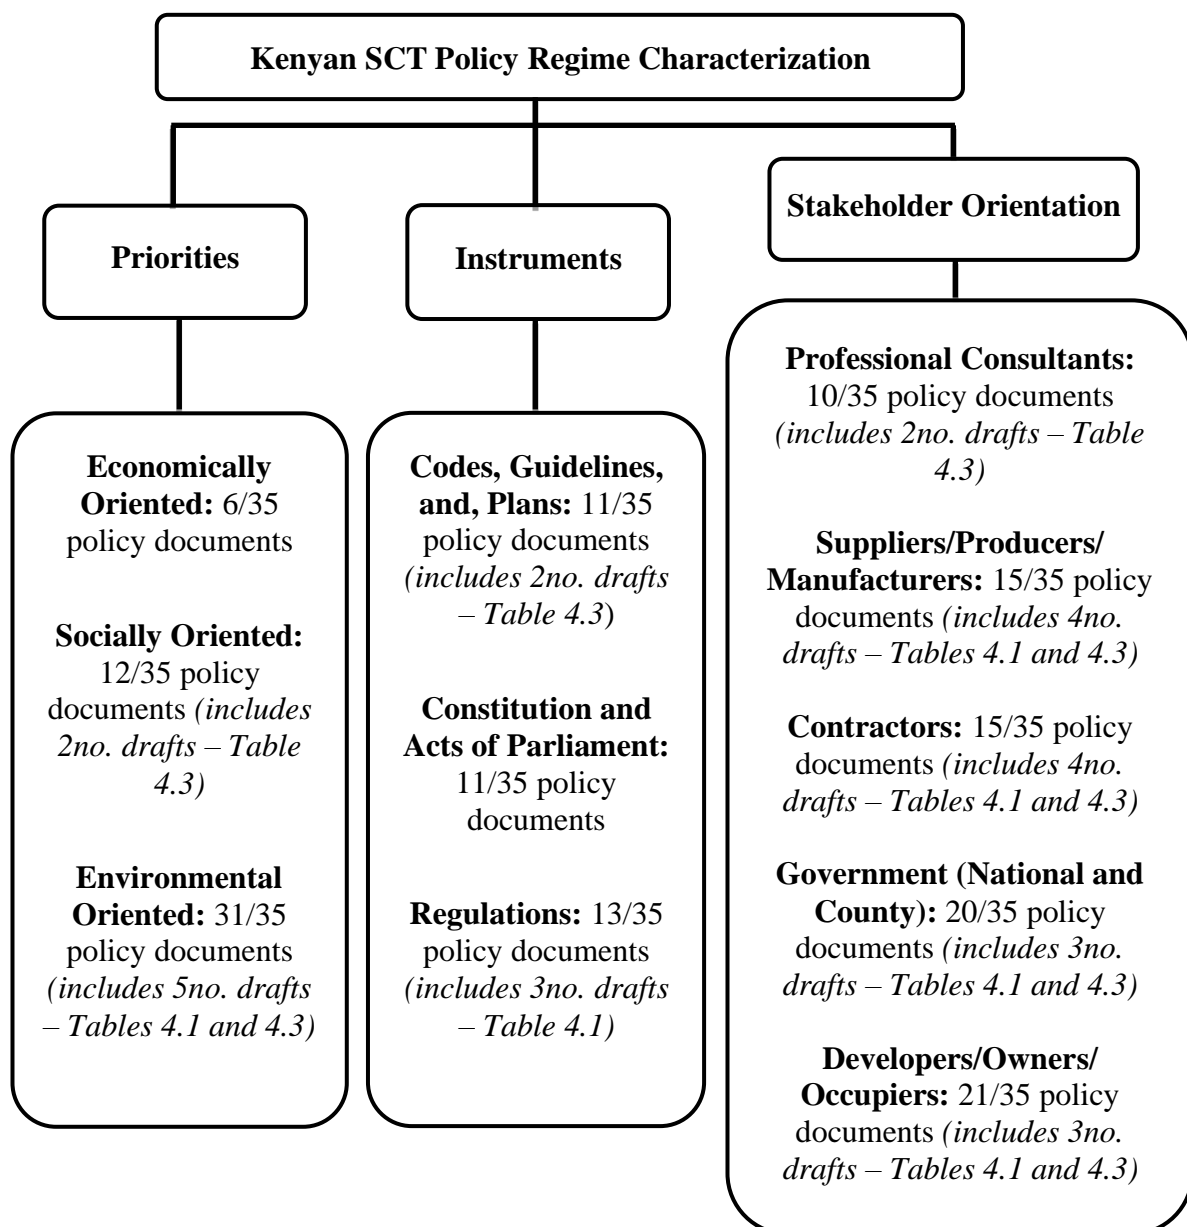 Kenyan SCT Policy Regime Characterization
Priorities
Instruments
Stakeholder Orientation
Economically
Oriented: 6/35
policy documents
Socially Oriented:
12/35 policy
documents (includes
2no. drafts – Table
4.3)
Environmental
Oriented: 31/35
policy documents
(includes 5no. drafts
– Tables 4.1 and 4.3)
Codes, Guidelines,
and, Plans: 11/35
policy documents
(includes 2no. drafts
– Table 4.3)
Constitution and
Acts of Parliament:
11/35 policy
documents
Regulations: 13/35
policy documents
(includes 3no. drafts
– Table 4.1)
Professional Consultants:
10/35 policy documents
(includes 2no. drafts – Table
4.3)
Suppliers/Producers/
Manufacturers: 15/35 policy
documents (includes 4no.
drafts – Tables 4.1 and 4.3)
Contractors: 15/35 policy
documents (includes 4no.
drafts – Tables 4.1 and 4.3)
Government (National and
County): 20/35 policy
documents (includes 3no.
drafts – Tables 4.1 and 4.3)
Developers/Owners/
Occupiers: 21/35 policy
documents (includes 3no.
drafts – Tables 4.1 and 4.3)